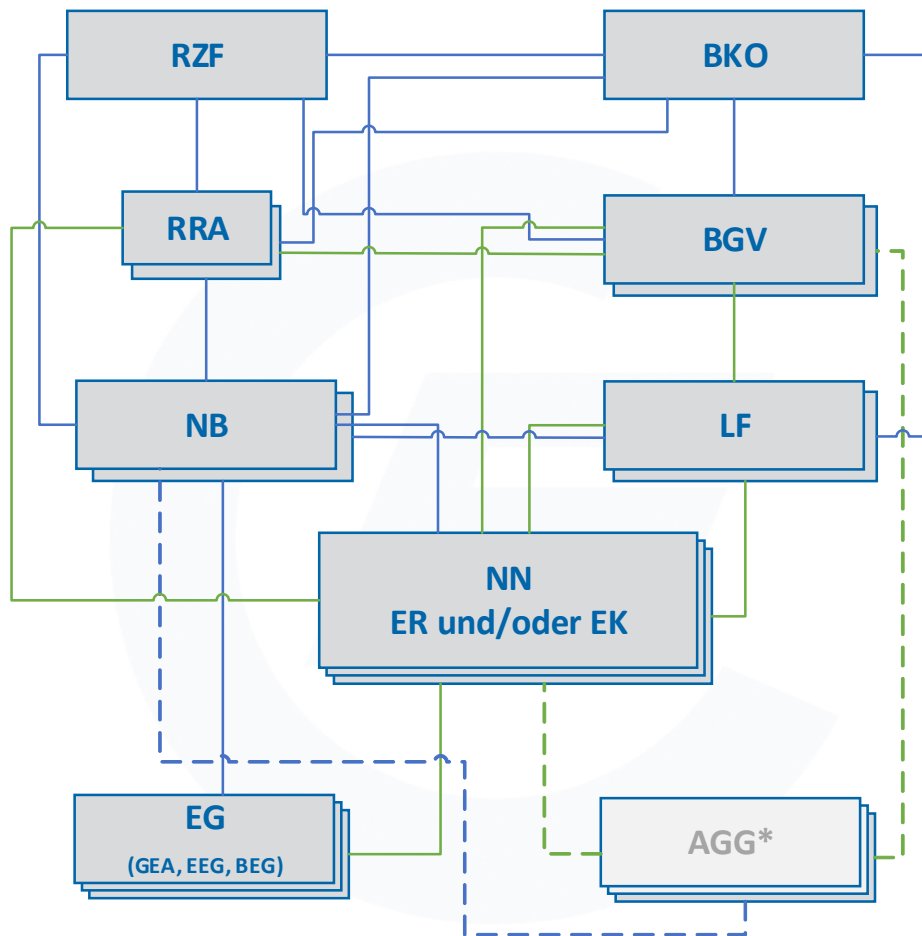 RZF
BKO
RRA
BGV
NB
LF
NN
ER und/oder EK
EG
(GEA, EEG, BEG)
AGG*